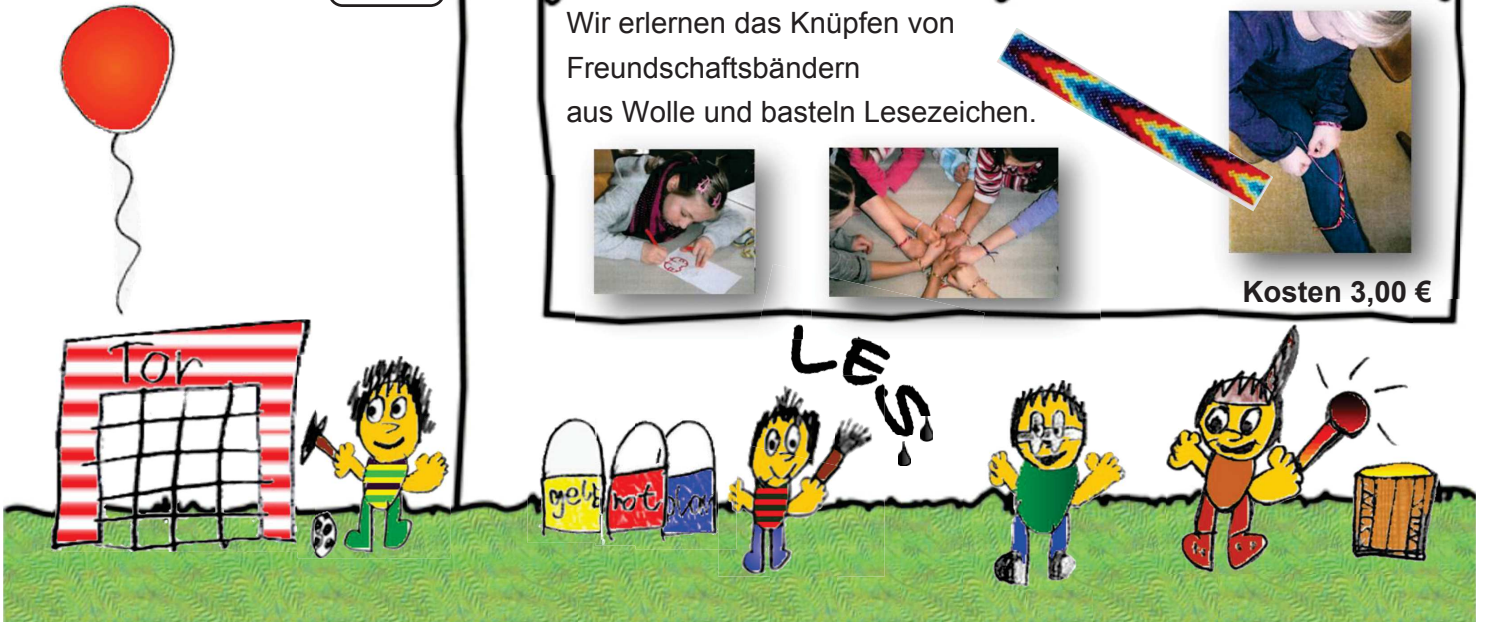 Wir erlernen das Knüpfen von
Freundschaftsbändern
aus Wolle und basteln Lesezeichen.
Kosten 3,00 €
LES
Tor
gelb
rot
blau